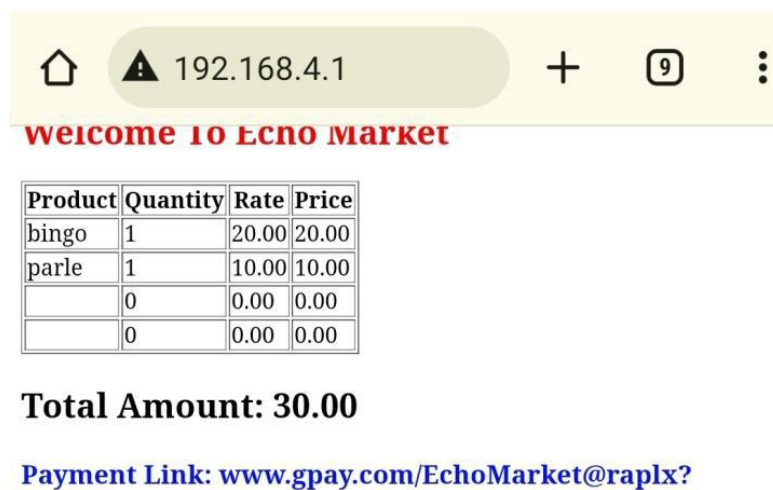 192.168.4.1
9
Welcome To Echo Market
Product Quantity Rate Price
bingo 1 20.00 20.00
parle 1 10.00 10.00
0 0.00 0.00
0 0.00 0.00
Total Amount: 30.00
Payment Link: www.gpay.com/EchoMarket@raplx?